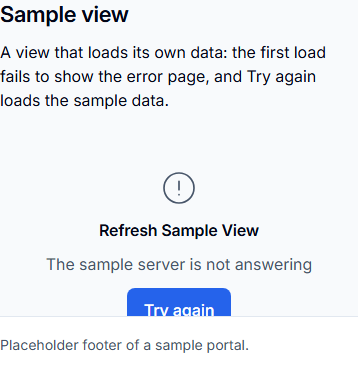 Sample view
A view that loads its own data: the first load
fails to show the error page, and Try again
loads the sample data.
Refresh Sample View
The sample server is not answering
Try again
Placeholder footer of a sample portal.